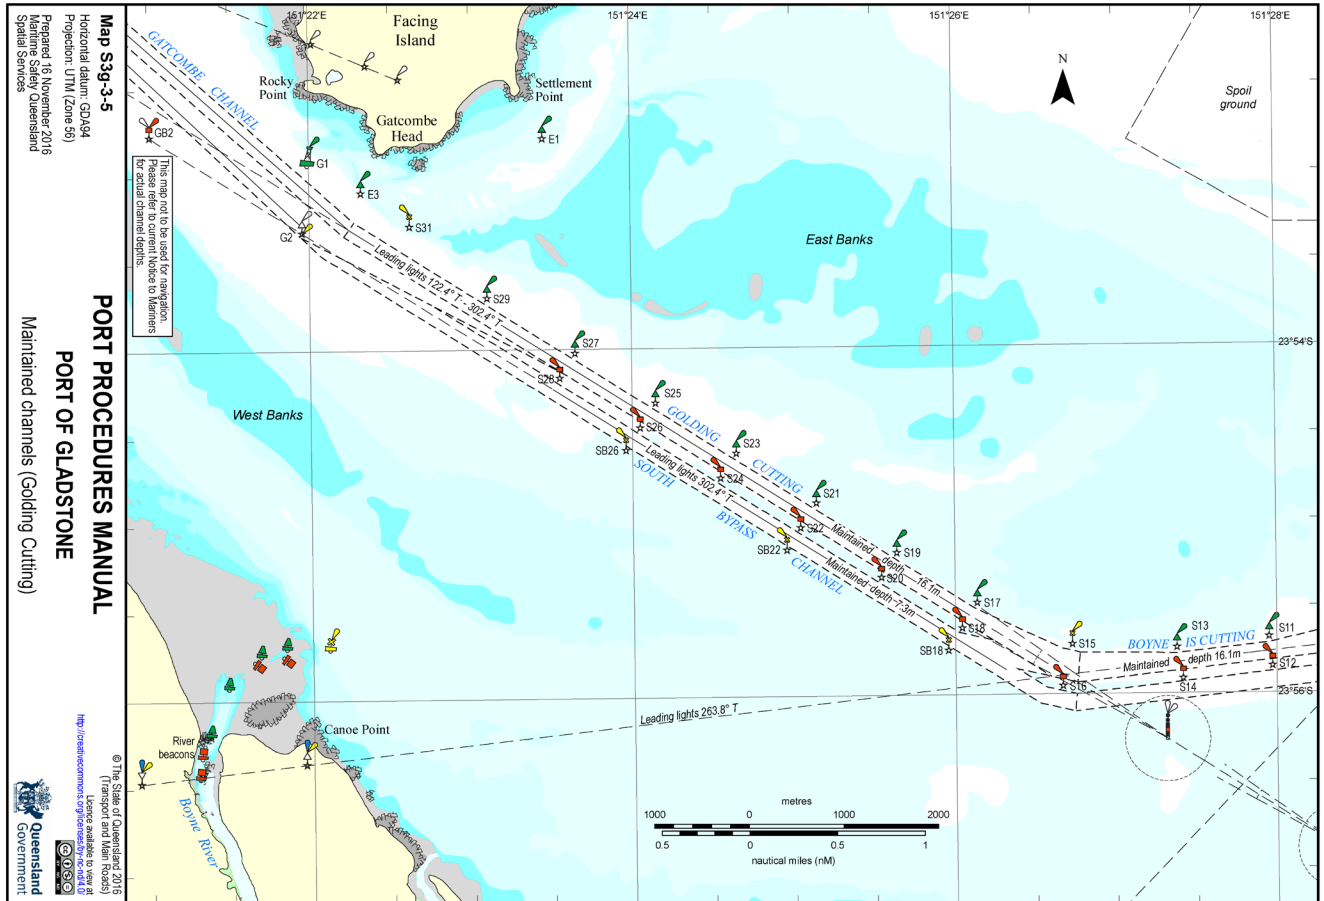 Map S3g-3-5
Horizontal datum: GDA94
Projection: UTM (Zone 56)
Prepared 16 November 2016
Maritime Safety Queensland
Spatial Services
PORT PROCEDURES MANUAL
PORT OF GLADSTONE
Maintained channels (Golding Cutting)
© The State of Queensland 2016
(Transport and Main Roads)
Licence available to view at
http://creativecommons.org/licenses/by-nc-nd/4.0/
Queensland
Government
This map not to be used for navigation.
Please refer to current Notice to Mariners
for actual channel depths.
151°22'E
151°24'E
151°26'E
151°28'E
23°54'S
23°56'S
N
Facing
Island
GATCOMBE
CHANNEL
Rocky
Point
Settlement
Point
Gatcombe
Head
Spoil
ground
GB2
G1
E1
E3
S31
G2
East Banks
Leading lights 122.4° T - 302.4° T
S29
S27
S28
S25
S26
SB26
West Banks
GOLDING
CUTTING
S23
S24
Leading lights 302.4° T
SOUTH
BYPASS
CHANNEL
S21
S22
SB22
Maintained depth 16.1m
Maintained depth 7.3m
S19
S20
S17
S18
SB18
S15
S16
S13
S14
S11
S12
BOYNE IS CUTTING
Maintained depth 16.1m
Leading lights 263.8° T
Canoe Point
River
beacons
Boyne River
metres
1000 0 1000 2000
0.5 0 0.5 1
nautical miles (nM)